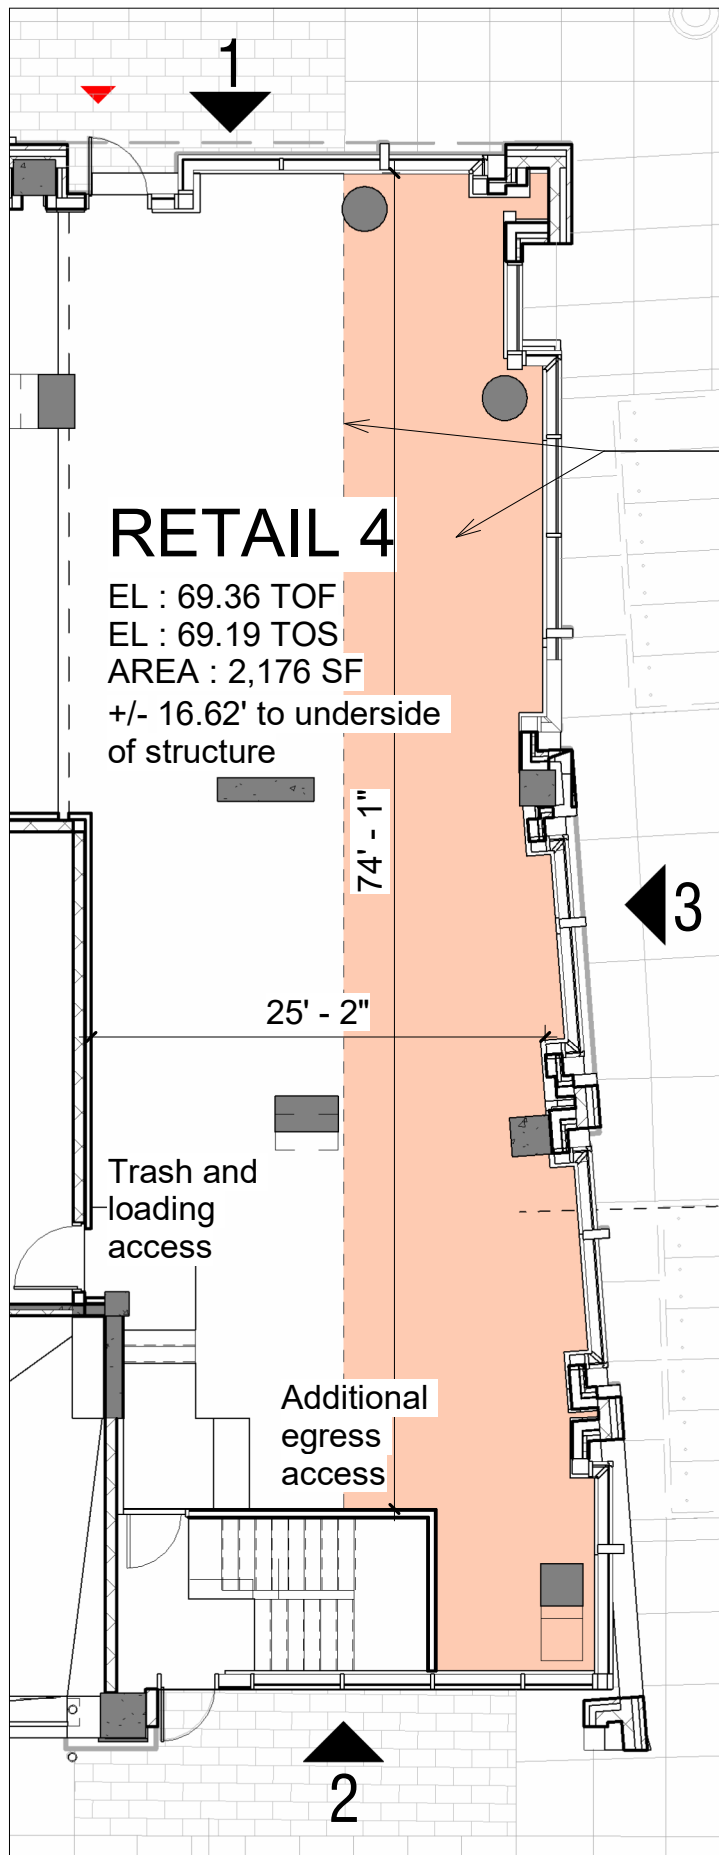 1
RETAIL 4
EL : 69.36 TOF
EL : 69.19 TOS
AREA : 2,176 SF
+/- 16.62' to underside
of structure
74' - 1"
3
25' - 2"
Trash and
loading
access
Additional
egress
access
2